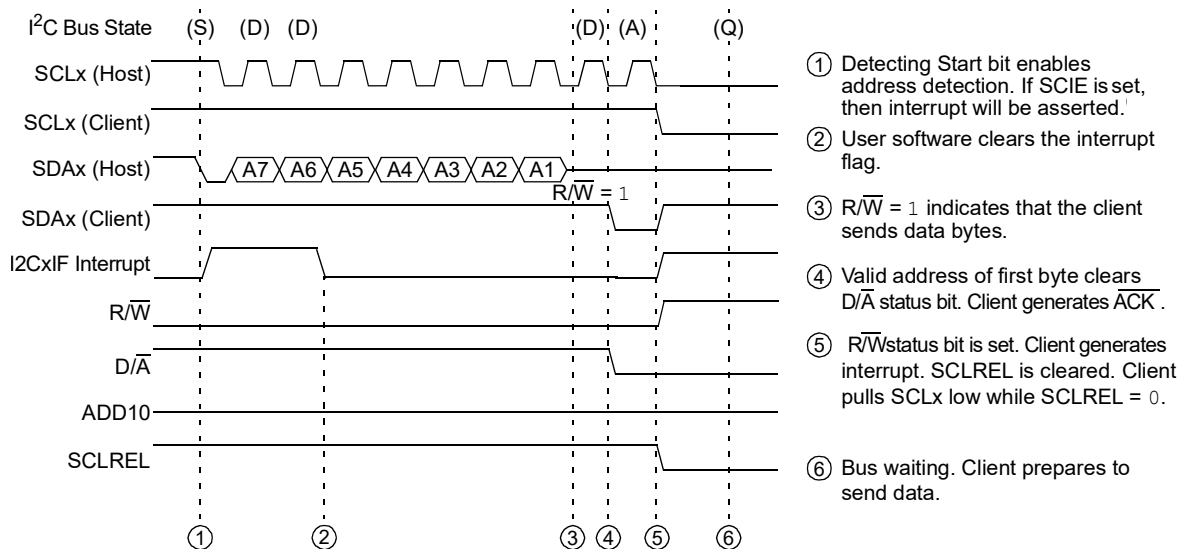 I²C Bus State (S) (D) (D) (D) (A) (Q)
SCLx (Host)
SCLx (Client)
SDAx (Host) A7 A6 A5 A4 A3 A2 A1
R/W̅ = 1
SDAx (Client)
I2CxIF Interrupt
R/W̅
D/A̅
ADD10
SCLREL
① ② ③ ④ ⑤ ⑥
① Detecting Start bit enables
address detection. If SCIE is set,
then interrupt will be asserted.
② User software clears the interrupt
flag.
③ R/W̅ = 1 indicates that the client
sends data bytes.
④ Valid address of first byte clears
D/A̅ status bit. Client generates A̅C̅K̅.
⑤ R/W̅status bit is set. Client generates
interrupt. SCLREL is cleared. Client
pulls SCLx low while SCLREL = 0.
⑥ Bus waiting. Client prepares to
send data.